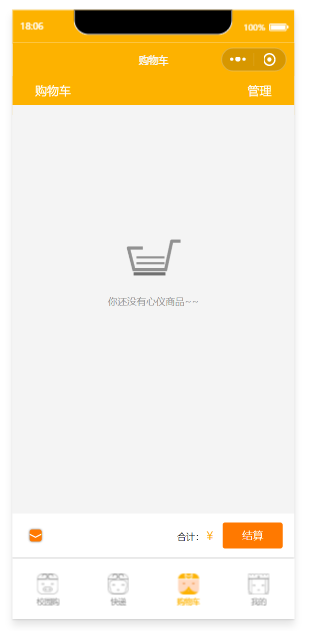 18:06
100%
购物车
购物车
管理
你还没有心仪商品~~
合计: ¥
结算
校园购
快递
购物车
我的